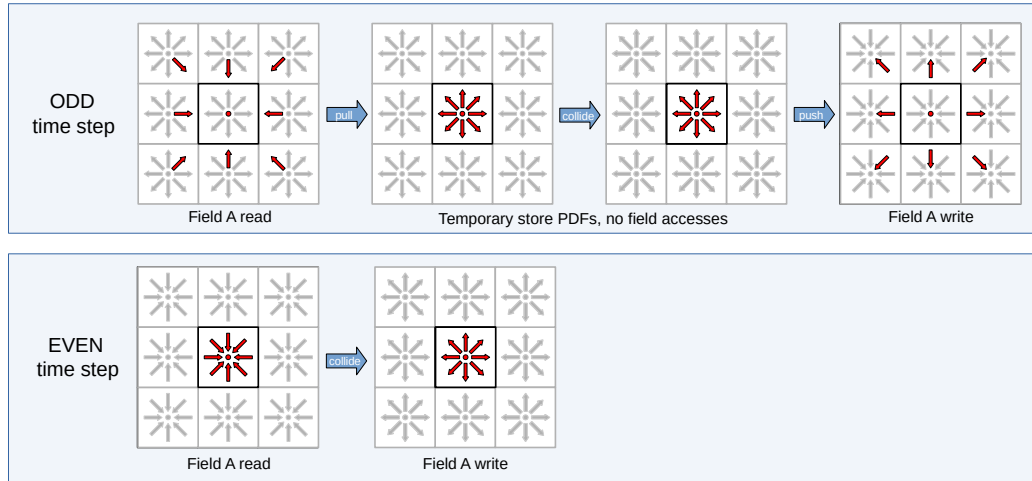 ODD
time step
pull
collide
push
Field A read
Temporary store PDFs, no field accesses
Field A write
EVEN
time step
collide
Field A read
Field A write